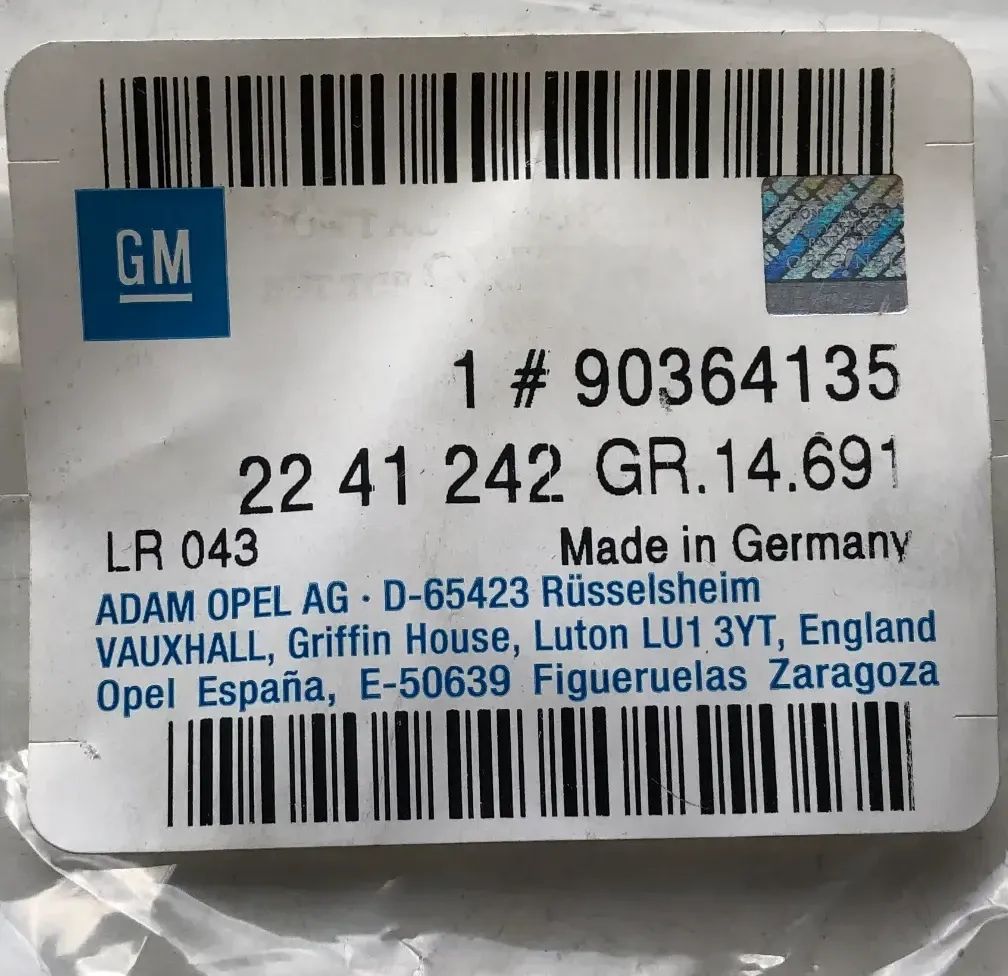 GM
1 # 90364135
22 41 242 GR.14.691
LR 043 Made in Germany
ADAM OPEL AG · D-65423 Rüsselsheim
VAUXHALL, Griffin House, Luton LU1 3YT, England
Opel España, E-50639 Figueruelas Zaragoza